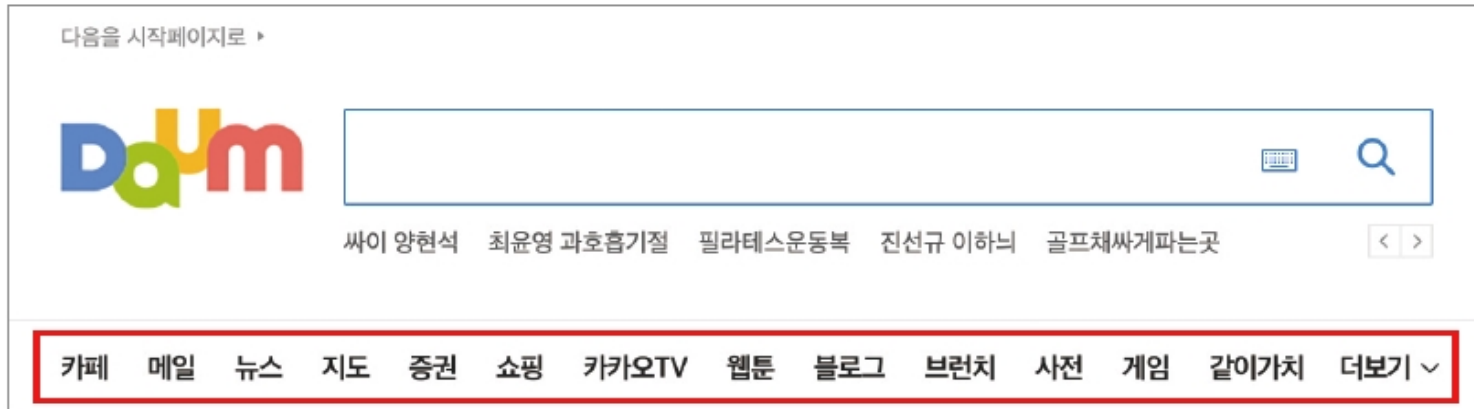 다음을 시작페이지로
Daum
싸이 양현석 최윤영 과호흡기절 필라테스운동복 진선규 이하늬 골프채싸게파는곳
카페 메일 뉴스 지도 증권 쇼핑 카카오TV 웹툰 블로그 브런치 사전 게임 같이가치 더보기